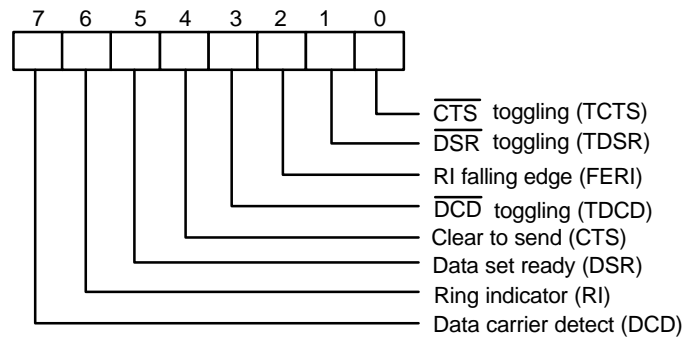 7 6 5 4 3 2 1 0
CTS toggling (TCTS)
DSR toggling (TDSR)
RI falling edge (FERI)
DCD toggling (TDCD)
Clear to send (CTS)
Data set ready (DSR)
Ring indicator (RI)
Data carrier detect (DCD)